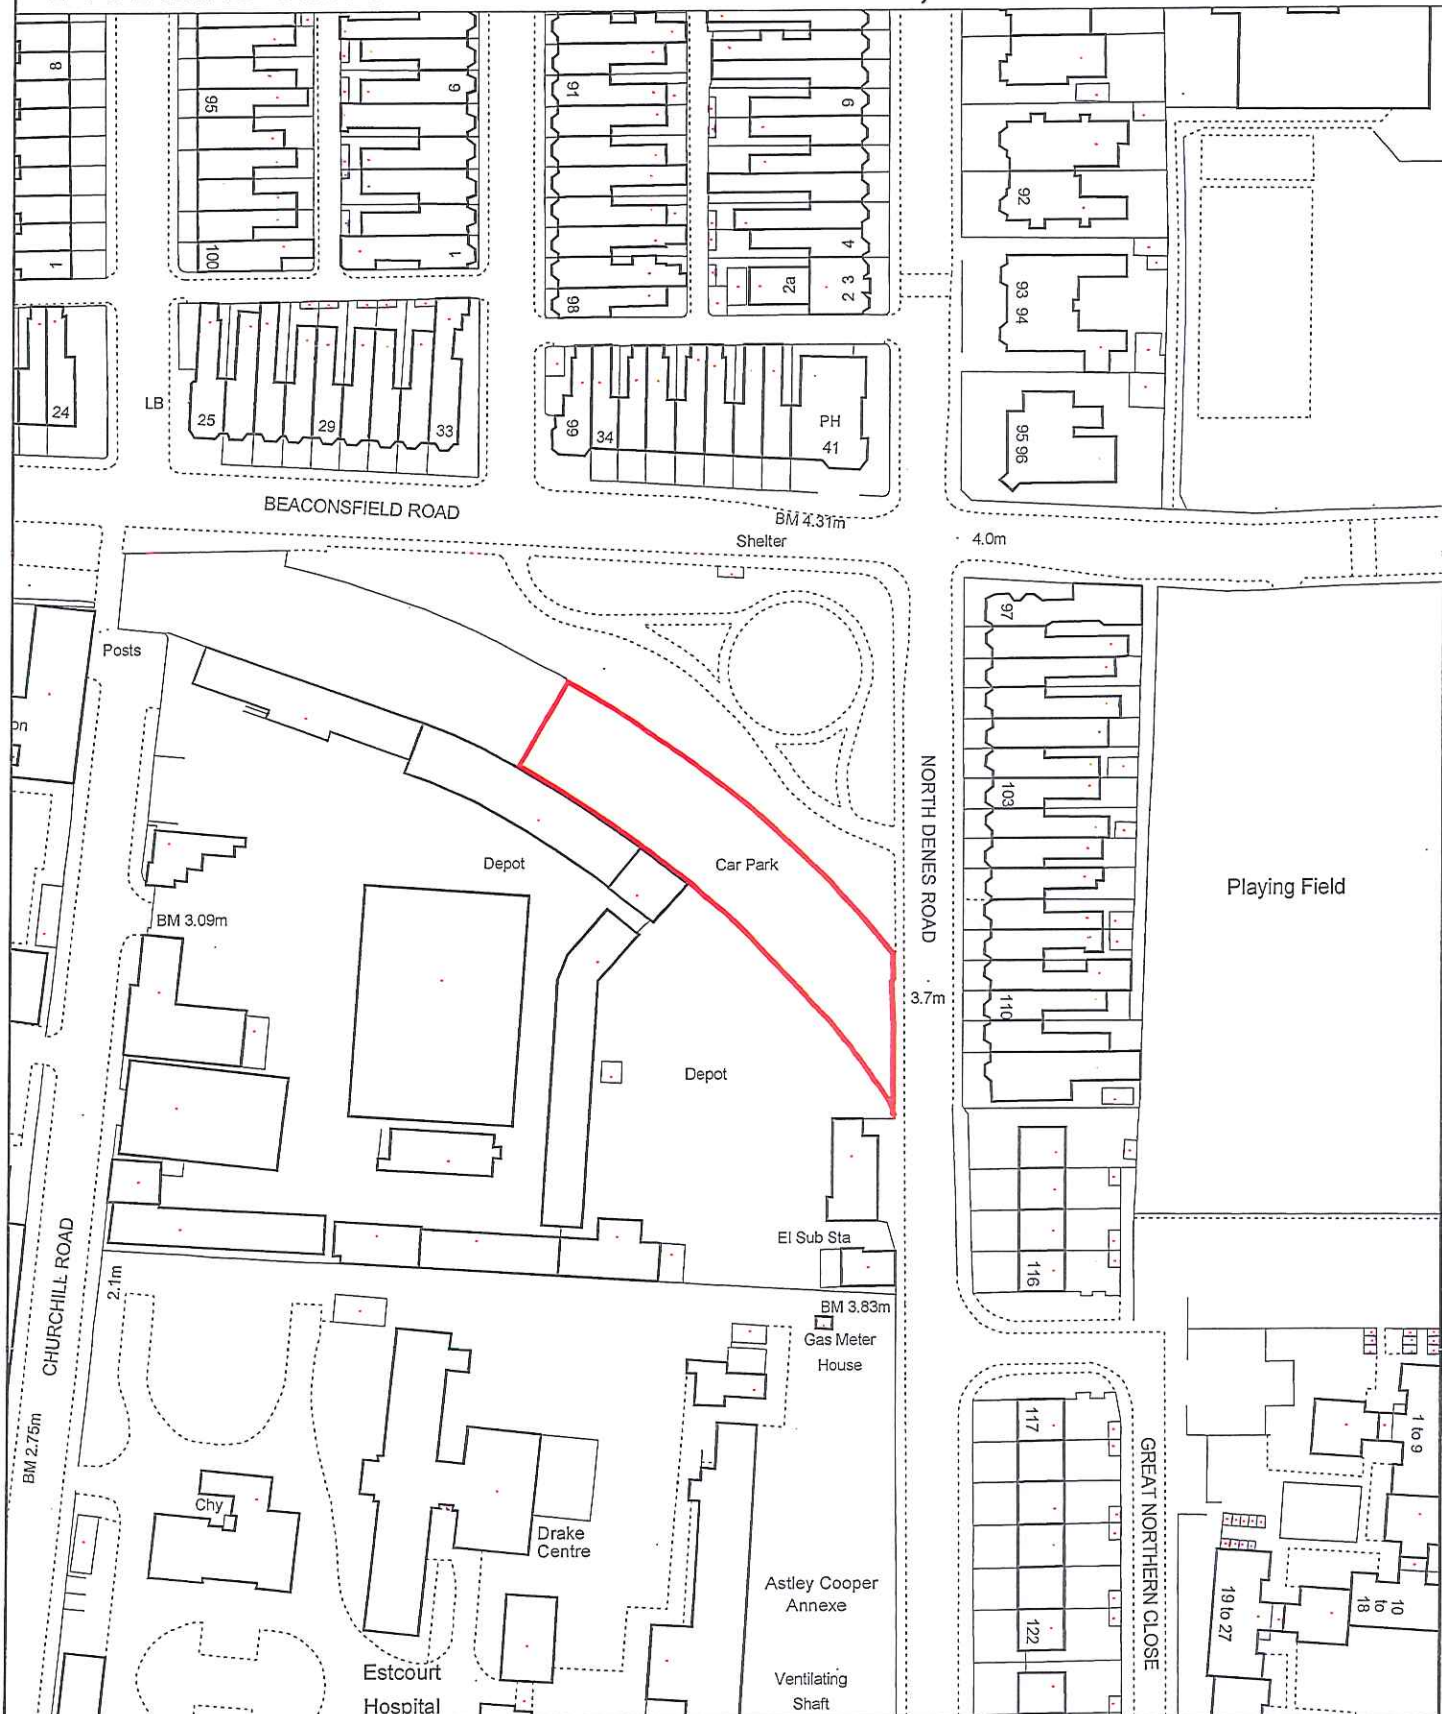 8
95
9
91
9
92
1
100
1
4
2a
2 3
98
93 94
LB
24
25
29
33
99
34
PH
41
95 96
BEACONSFIELD ROAD
BM 4.31m
Shelter
4.0m
97
Posts
on
103
NORTH DENES ROAD
Depot
Car Park
Playing Field
BM 3.09m
3.7m
110
Depot
CHURCHILL ROAD
El Sub Sta
116
2.1m
BM 3.83m
Gas Meter
House
BM 2.75m
117
1 to 9
GREAT NORTHERN CLOSE
Chy
Drake
Centre
Astley Cooper
Annexe
19 to 27
10
to
18
122
Estcourt
Hospital
Ventilating
Shaft